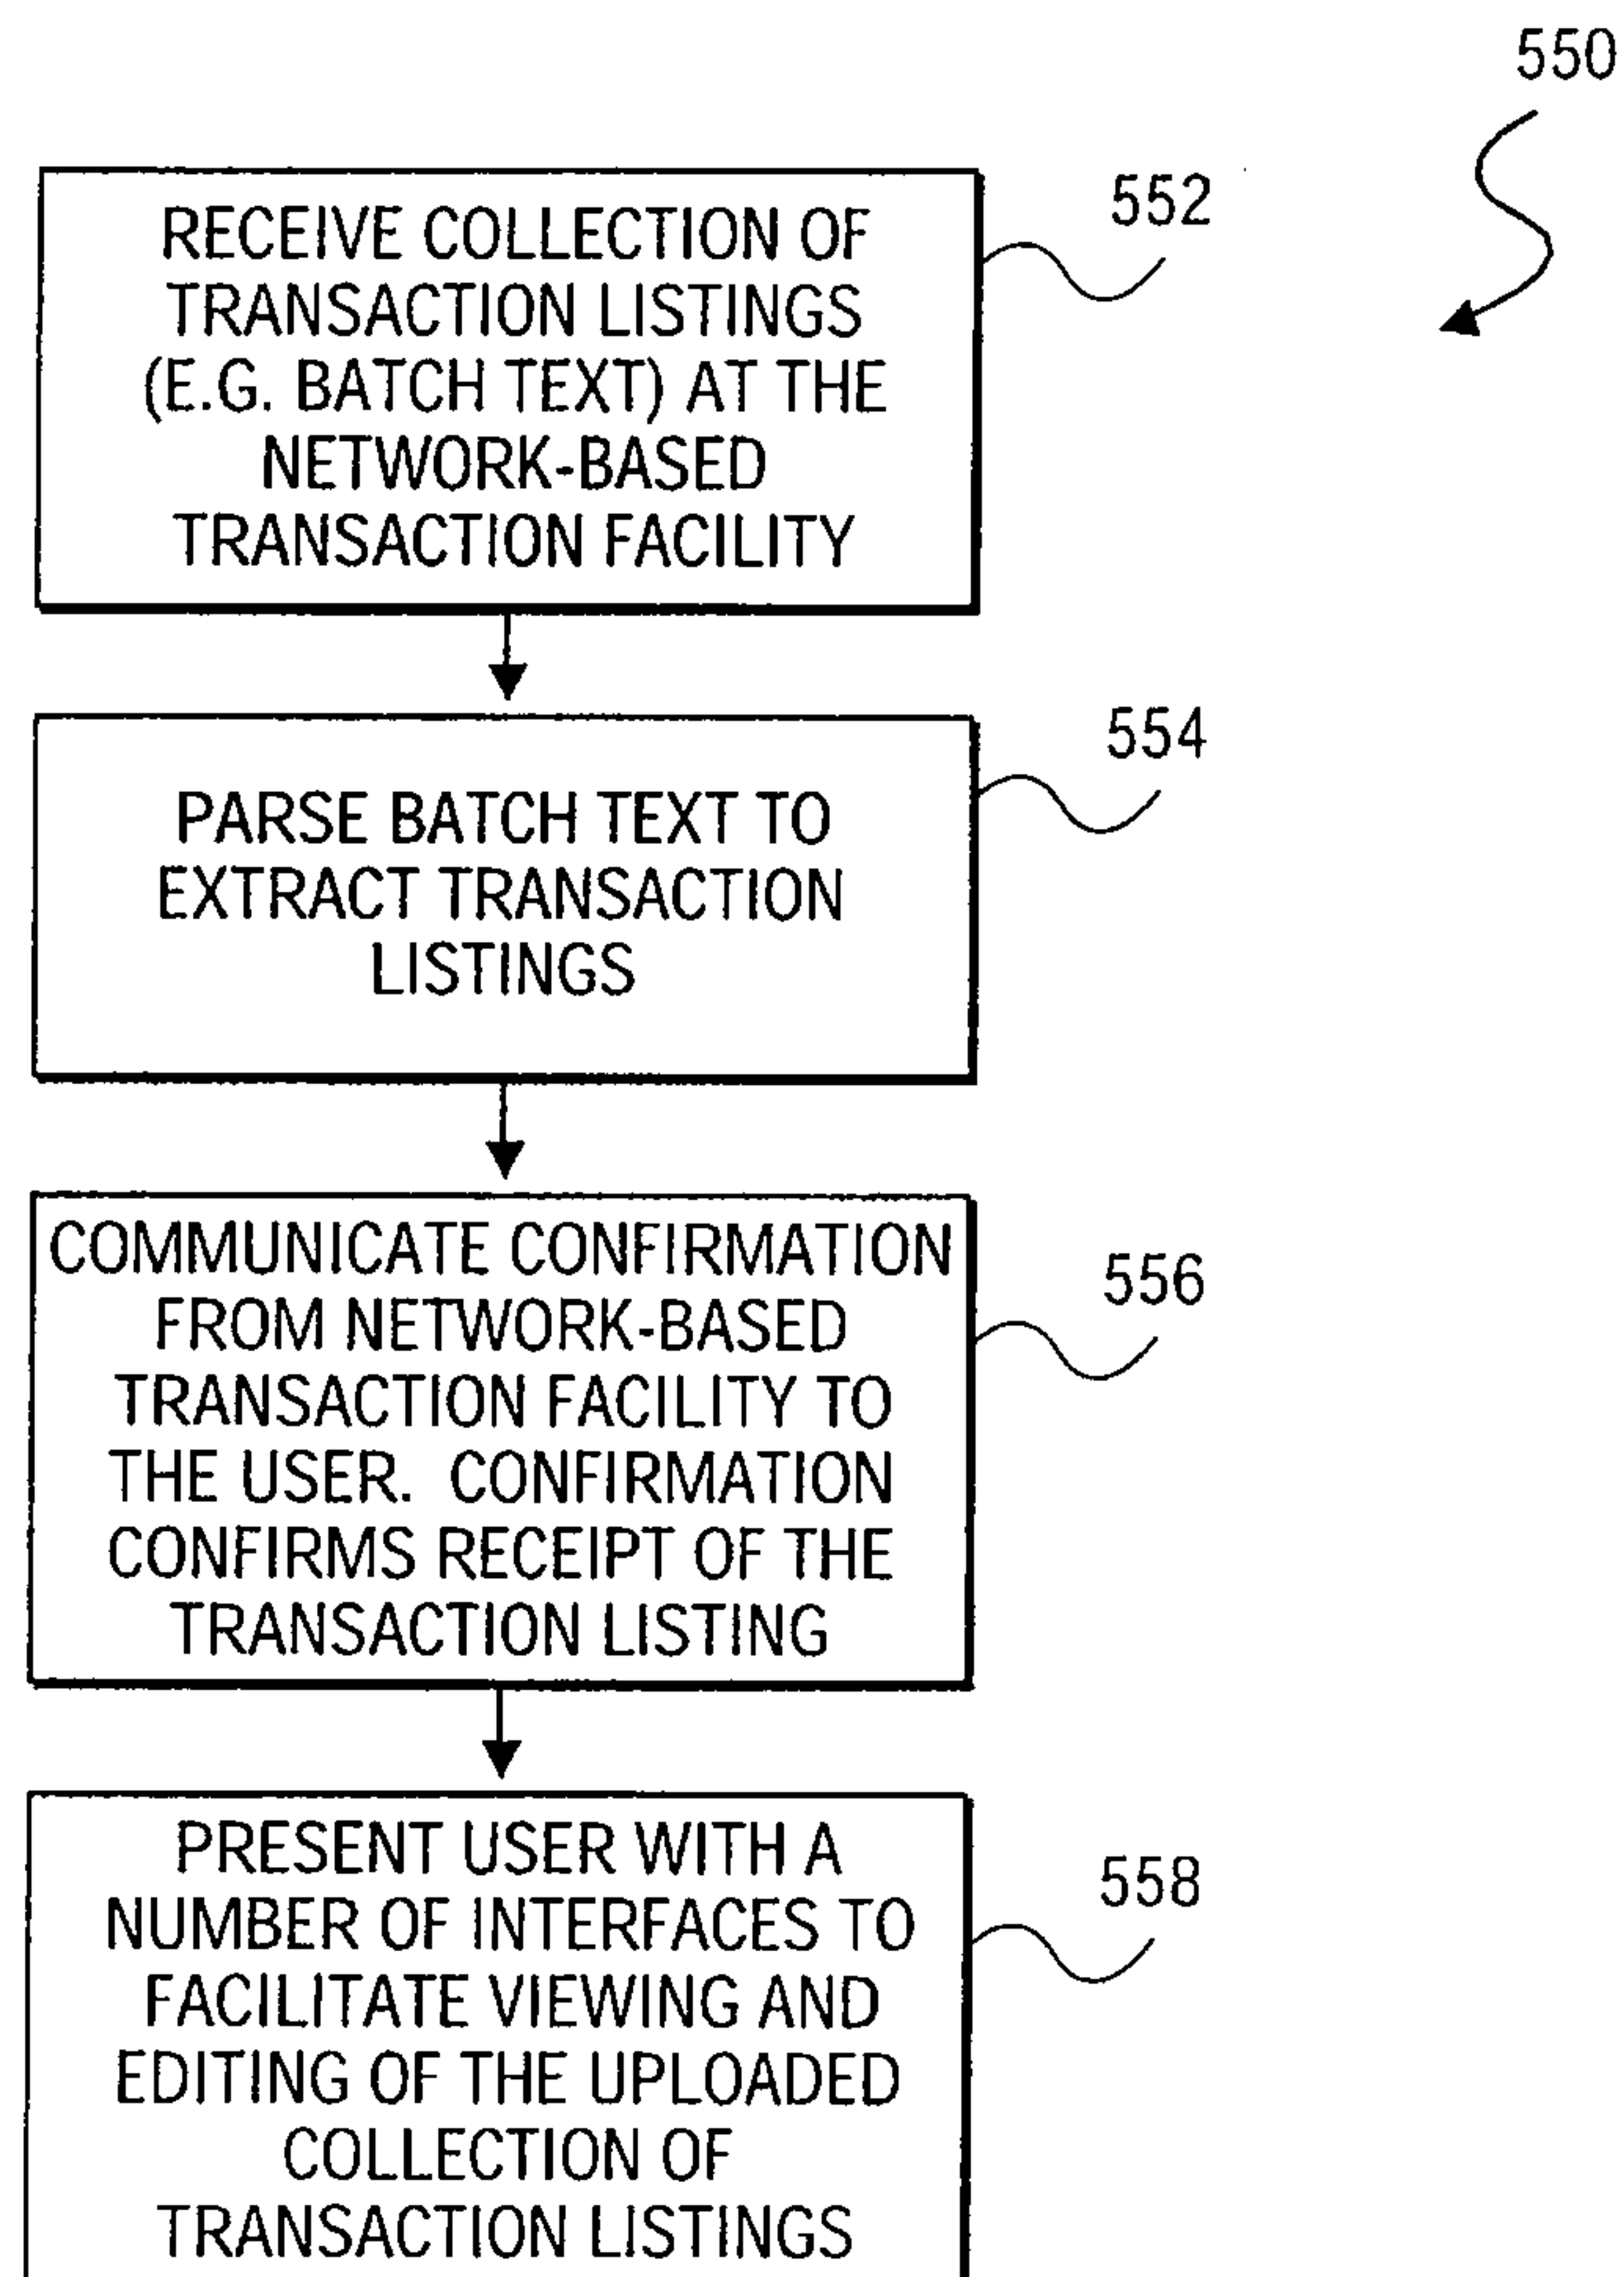 550
552
RECEIVE COLLECTION OF
TRANSACTION LISTINGS
(E.G. BATCH TEXT) AT THE
NETWORK-BASED
TRANSACTION FACILITY
554
PARSE BATCH TEXT TO
EXTRACT TRANSACTION
LISTINGS
556
COMMUNICATE CONFIRMATION
FROM NETWORK-BASED
TRANSACTION FACILITY TO
THE USER. CONFIRMATION
CONFIRMS RECEIPT OF THE
TRANSACTION LISTING
558
PRESENT USER WITH A
NUMBER OF INTERFACES TO
FACILITATE VIEWING AND
EDITING OF THE UPLOADED
COLLECTION OF
TRANSACTION LISTINGS